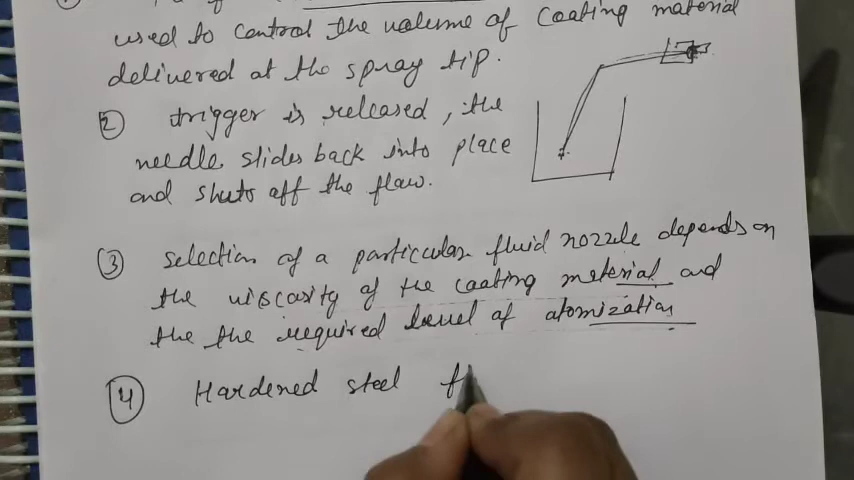 used to control the volume of coating material
delivered at the spray tip.
② trigger is released, the
needle slides back into place
and shuts off the flow.
③ selection of a particular fluid nozzle depends on
the viscosity of the coating material and
the the required level of atomization
④ Hardened steel f